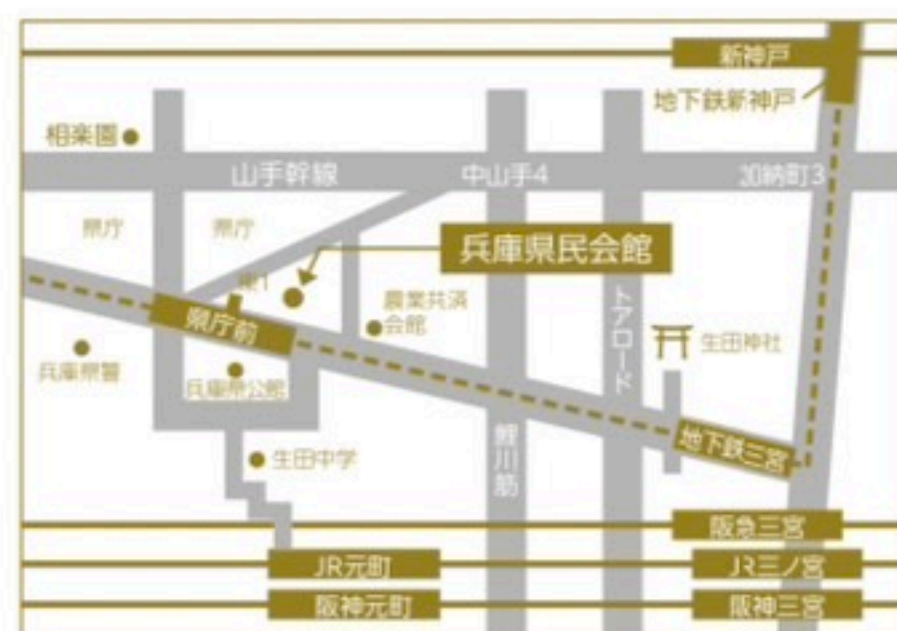 新神戸
地下鉄新神戸
相楽園
山手幹線
中山手4
加納町3
県庁
県庁
兵庫県民会館
東1
農業共済
会館
県庁前
トアロード
生田神社
兵庫県警
兵庫県公館
地下鉄三宮
鯉川筋
生田中学
阪急三宮
JR元町
JR三ノ宮
阪神元町
阪神三宮